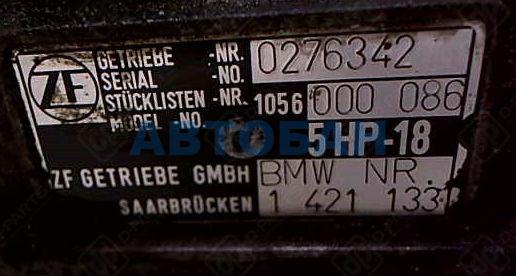 ZF GETRIEBE -NR. 0276342
SERIAL -NO.
STÜCKLISTEN -NR. 1056 000 086
MODEL -NO.
АВТОБАН
5HP-18
ZF GETRIEBE GMBH BMW NR.
SAARBRÜCKEN 1 421 133